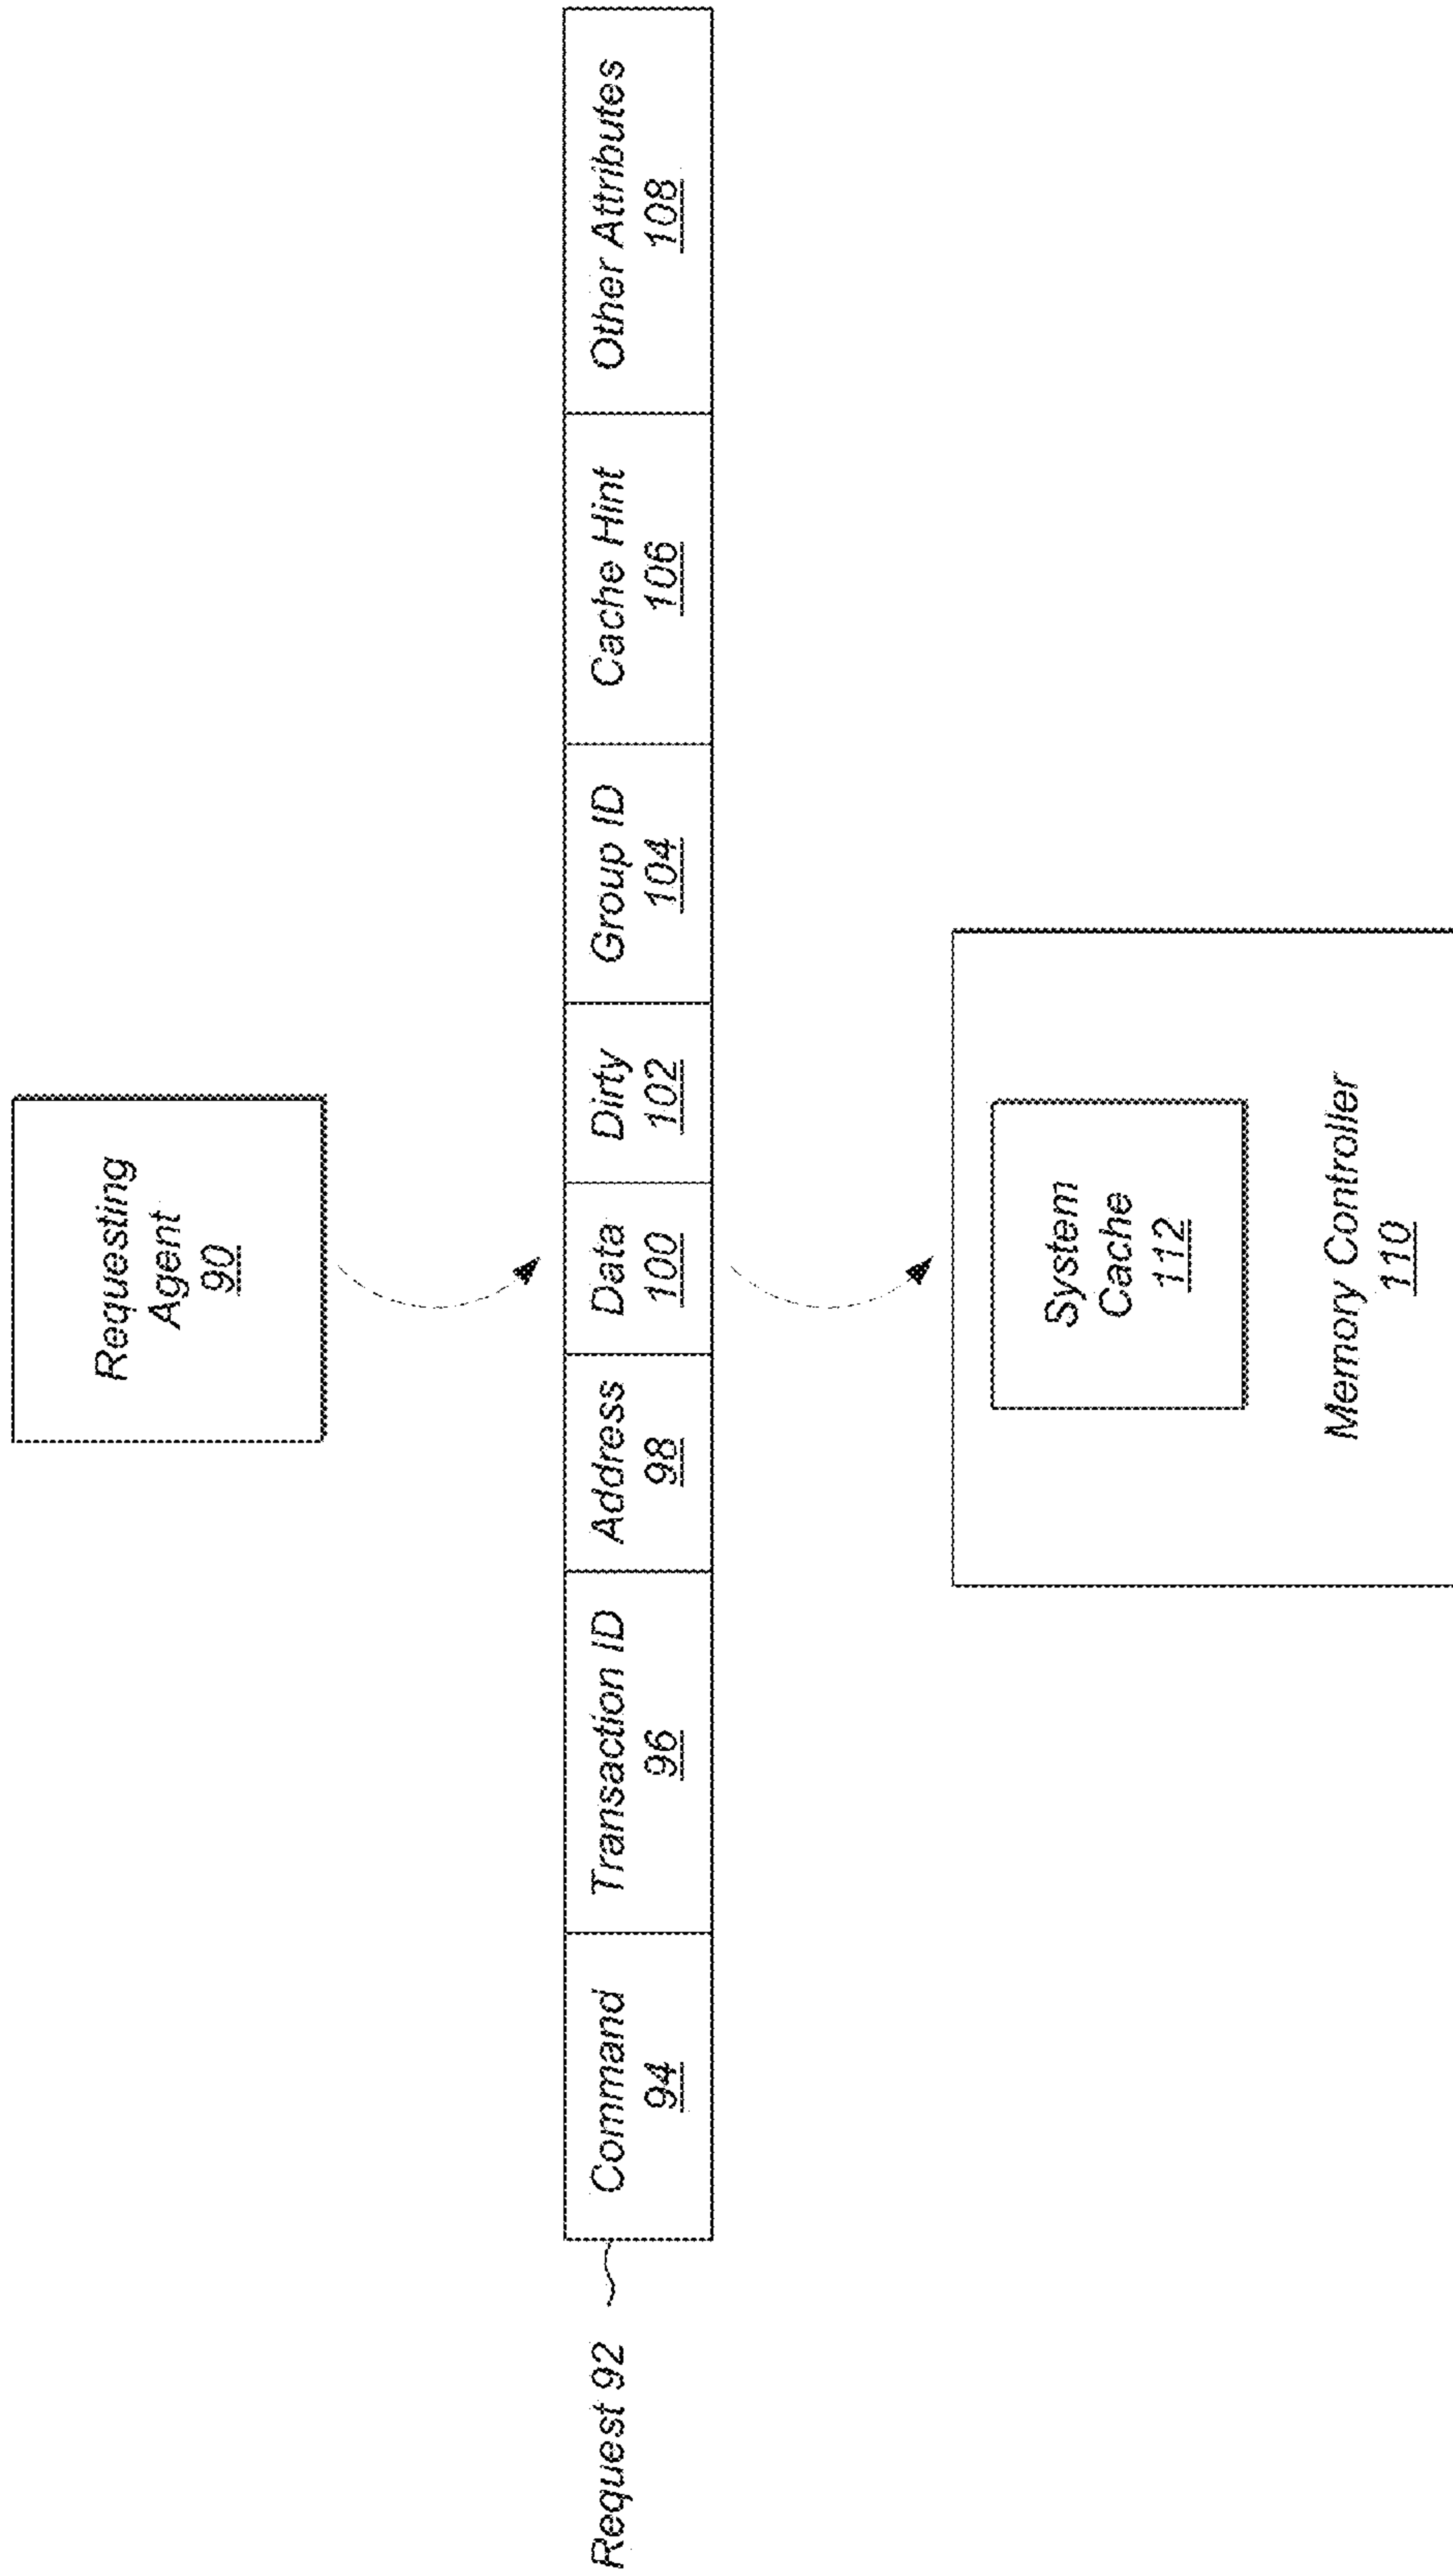 Requesting
Agent
90
Request 92
Command
94
Transaction ID
96
Address
98
Data
100
Dirty
102
Group ID
104
Cache Hint
106
Other Attributes
108
System
Cache
112
Memory Controller
110